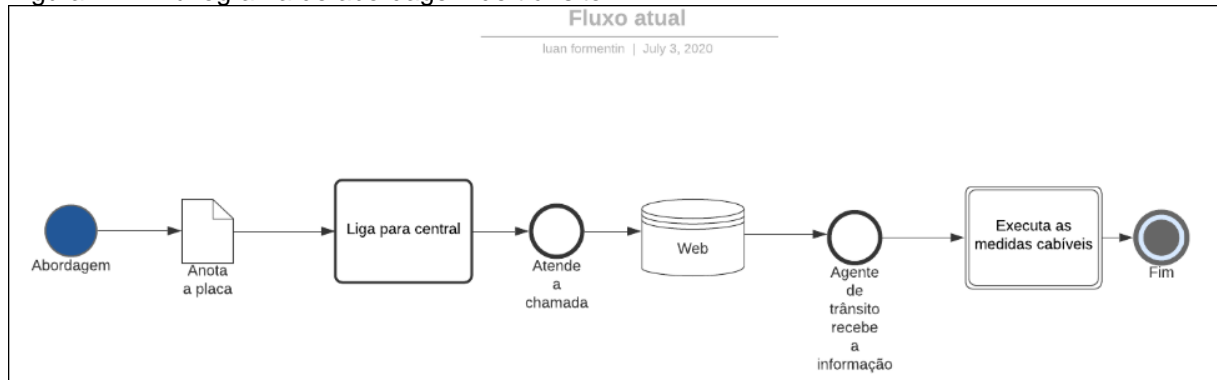 Fluxo atual
luan formentin | July 3, 2020
Abordagem
Anota
a placa
Liga para central
Atende
a
chamada
Web
Agente
de
trânsito
recebe
a
informação
Executa as
medidas cabíveis
Fim